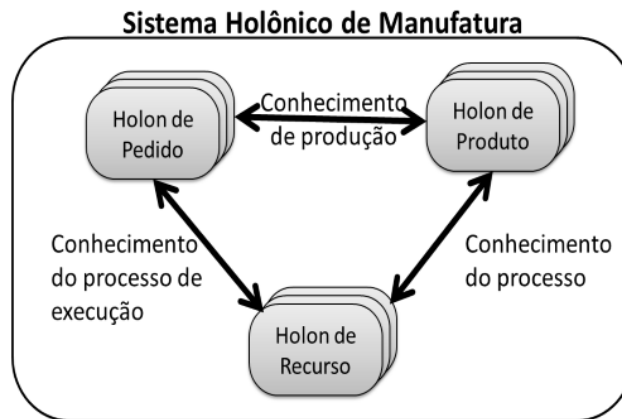 Sistema Holônico de Manufatura
Holon de
Pedido
Conhecimento
de produção
Holon de
Produto
Conhecimento
do processo de
execução
Conhecimento
do processo
Holon de
Recurso